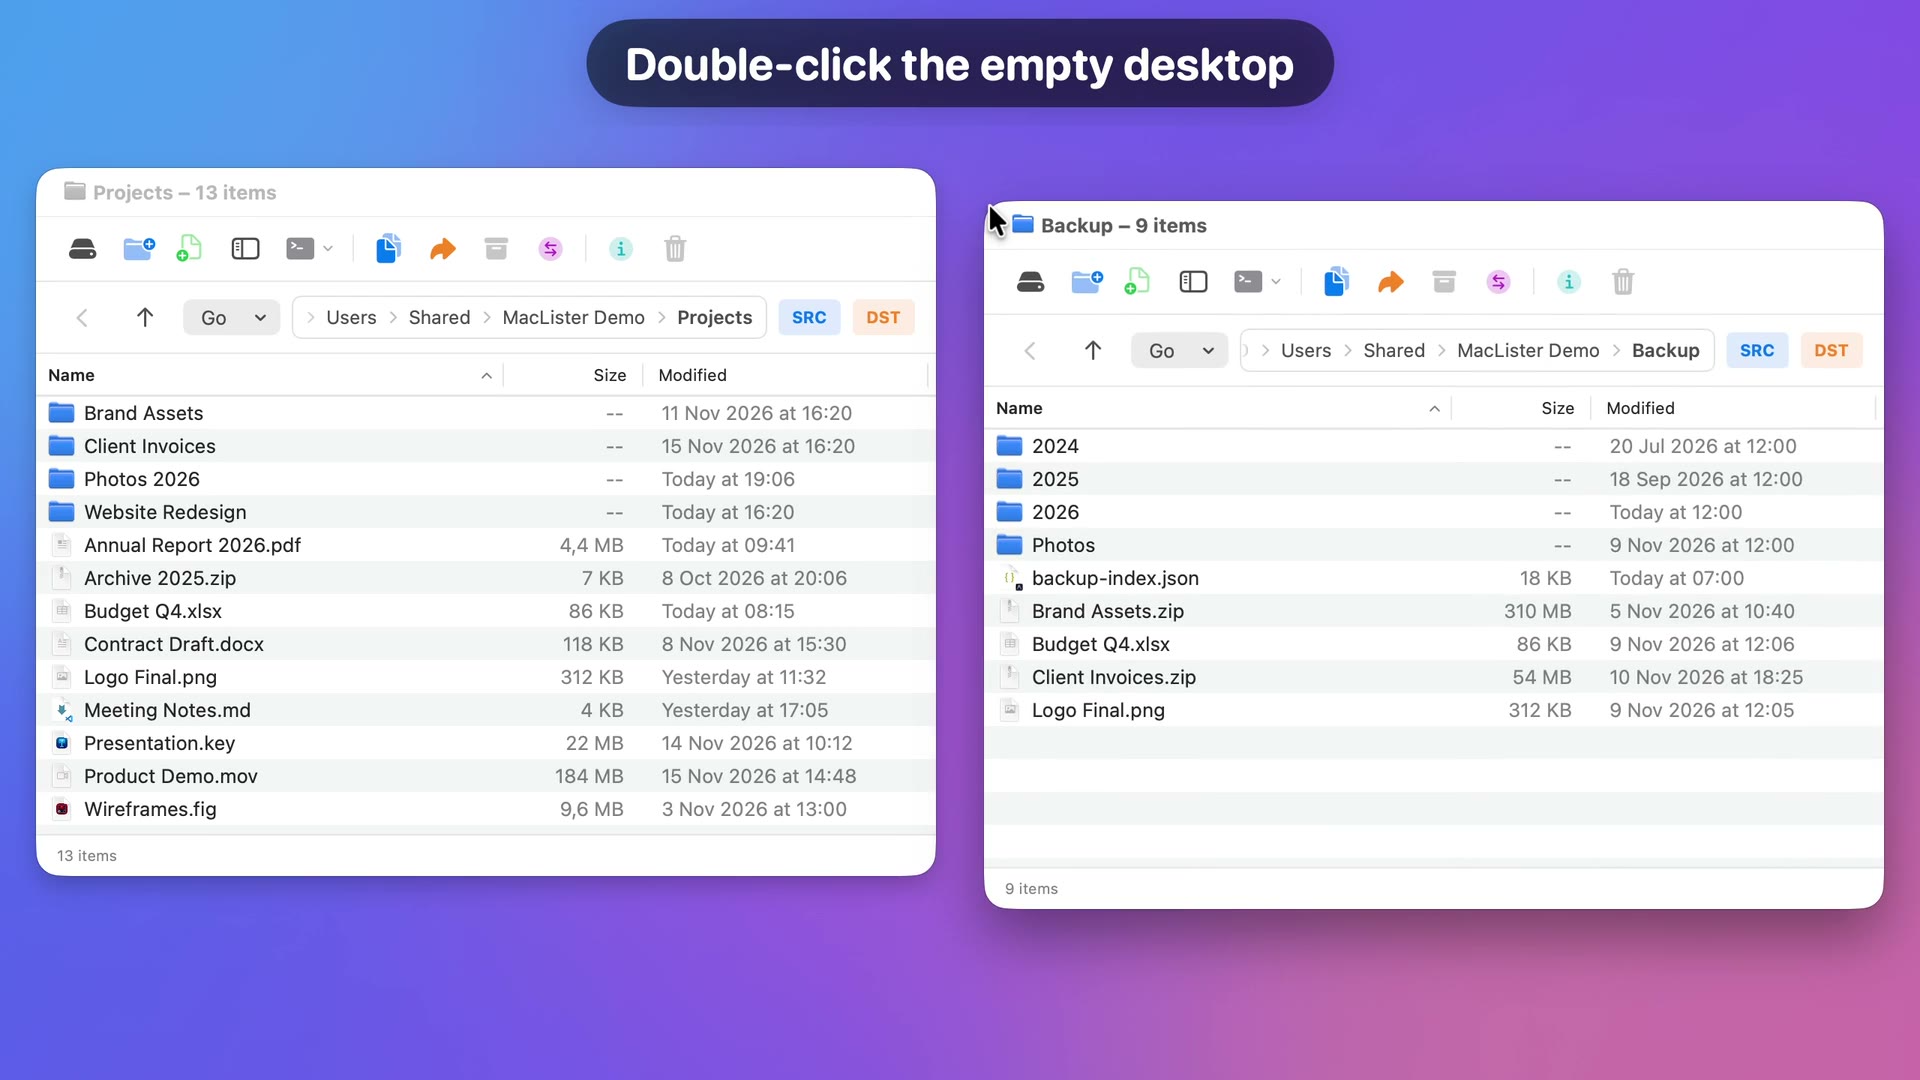 Double-click the empty desktop
Projects – 13 items
Go
Users
Shared
MacLister Demo
Projects
SRC
DST
Name
Size
Modified
Brand Assets -- 11 Nov 2026 at 16:20
Client Invoices -- 15 Nov 2026 at 16:20
Photos 2026 -- Today at 19:06
Website Redesign -- Today at 16:20
Annual Report 2026.pdf 4,4 MB Today at 09:41
Archive 2025.zip 7 KB 8 Oct 2026 at 20:06
Budget Q4.xlsx 86 KB Today at 08:15
Contract Draft.docx 118 KB 8 Nov 2026 at 15:30
Logo Final.png 312 KB Yesterday at 11:32
Meeting Notes.md 4 KB Yesterday at 17:05
Presentation.key 22 MB 14 Nov 2026 at 10:12
Product Demo.mov 184 MB 15 Nov 2026 at 14:48
Wireframes.fig 9,6 MB 3 Nov 2026 at 13:00
13 items
Backup – 9 items
Go
Users
Shared
MacLister Demo
Backup
SRC
DST
Name
Size
Modified
2024 -- 20 Jul 2026 at 12:00
2025 -- 18 Sep 2026 at 12:00
2026 -- Today at 12:00
Photos -- 9 Nov 2026 at 12:00
backup-index.json 18 KB Today at 07:00
Brand Assets.zip 310 MB 5 Nov 2026 at 10:40
Budget Q4.xlsx 86 KB 9 Nov 2026 at 12:06
Client Invoices.zip 54 MB 10 Nov 2026 at 18:25
Logo Final.png 312 KB 9 Nov 2026 at 12:05
9 items